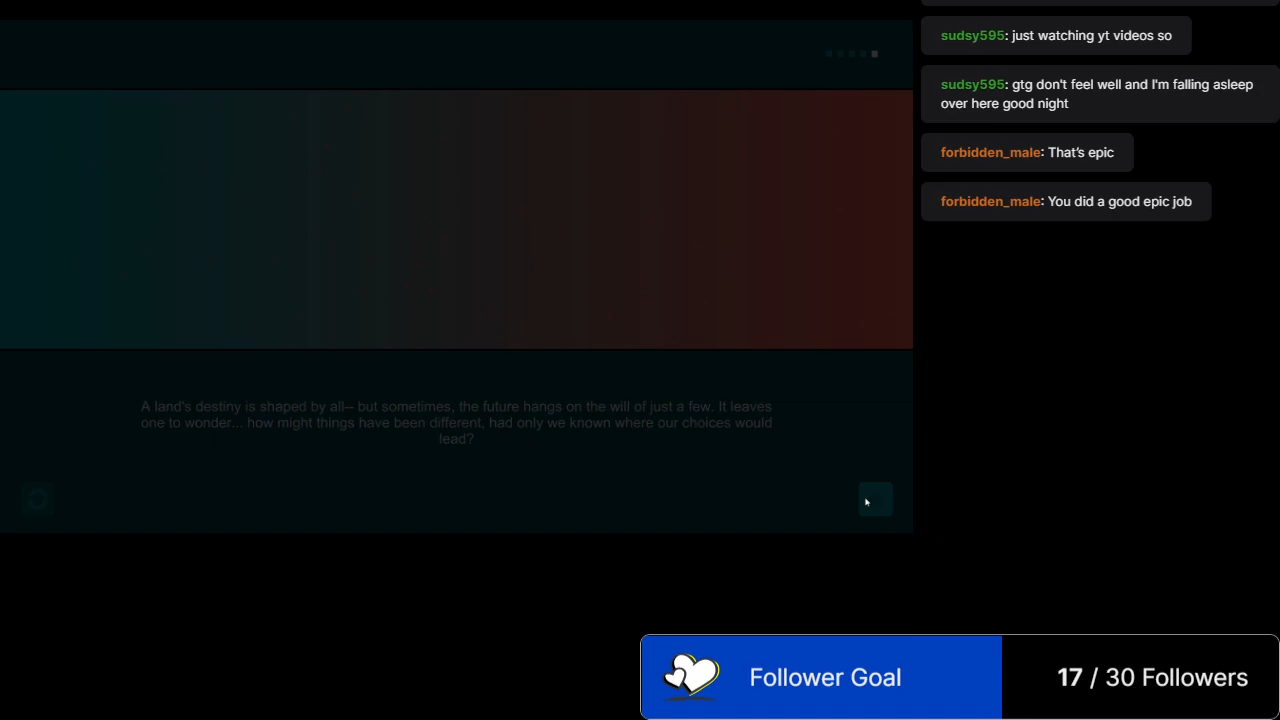 sudsy595: just watching yt videos so
sudsy595: gtg don't feel well and I'm falling asleep
over here good night
forbidden_male: That's epic
forbidden_male: You did a good epic job
A land's destiny is shaped by all-- but sometimes, the future hangs on the will of just a few. It leaves
one to wonder... how might things have been different, had only we known where our choices would
lead?
Follower Goal
17 / 30 Followers